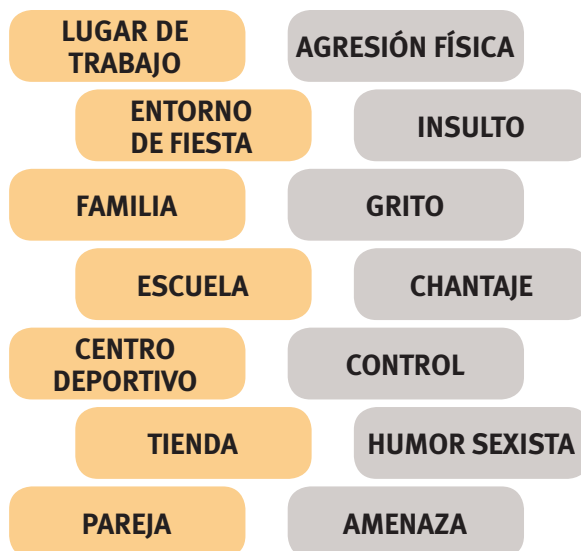 LUGAR DE
TRABAJO
AGRESIÓN FÍSICA
ENTORNO
DE FIESTA
INSULTO
FAMILIA
GRITO
ESCUELA
CHANTAJE
CENTRO
DEPORTIVO
CONTROL
TIENDA
HUMOR SEXISTA
PAREJA
AMENAZA